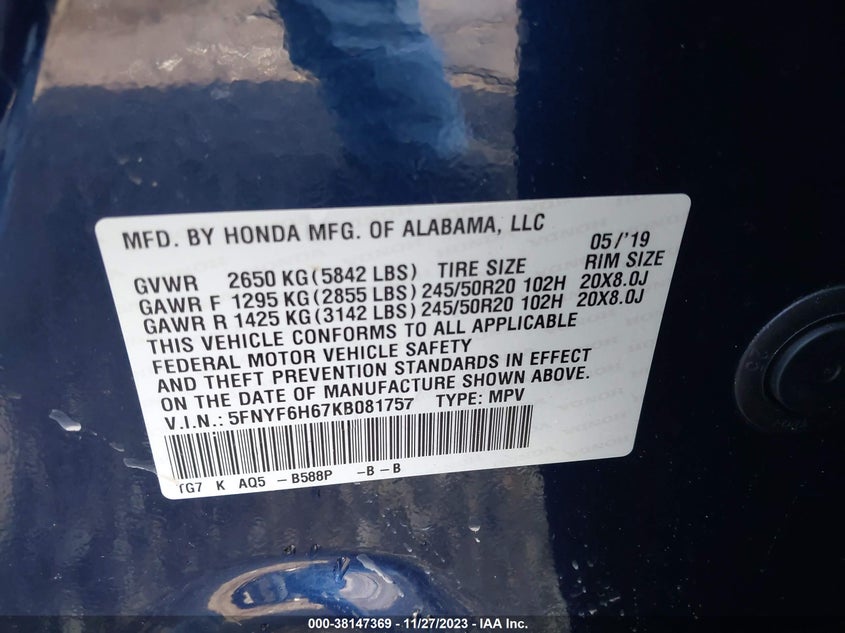 MFD. BY HONDA MFG. OF ALABAMA, LLC 05/'19
GVWR 2650 KG(5842 LBS) TIRE SIZE RIM SIZE
GAWR F 1295 KG(2855 LBS)245/50R20 102H 20X8.0J
GAWR R 1425 KG(3142 LBS)245/50R20 102H 20X8.0J
THIS VEHICLE CONFORMS TO ALL APPLICABLE
FEDERAL MOTOR VEHICLE SAFETY
AND THEFT PREVENTION STANDARDS IN EFFECT
ON THE DATE OF MANUFACTURE SHOWN ABOVE.
V.I.N.: 5FNYF6H67KB081757 TYPE: MPV
TG7 K AQ5 -B588P -B-B
000-38147369 - 11/27/2023 - IAA Inc.